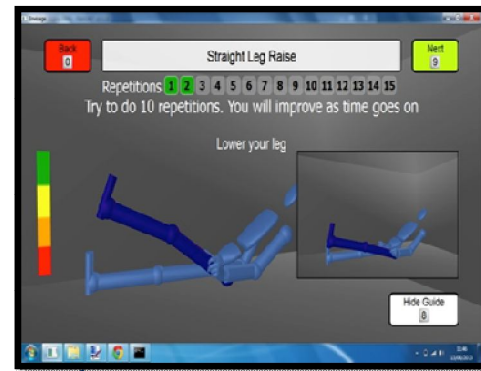 Back
0
Straight Leg Raise
Next
9
Repetitions 1 2 3 4 5 6 7 8 9 10 11 12 13 14 15
Try to do 10 repetitions. You will improve as time goes on
Lower your leg
Hide Guide
8